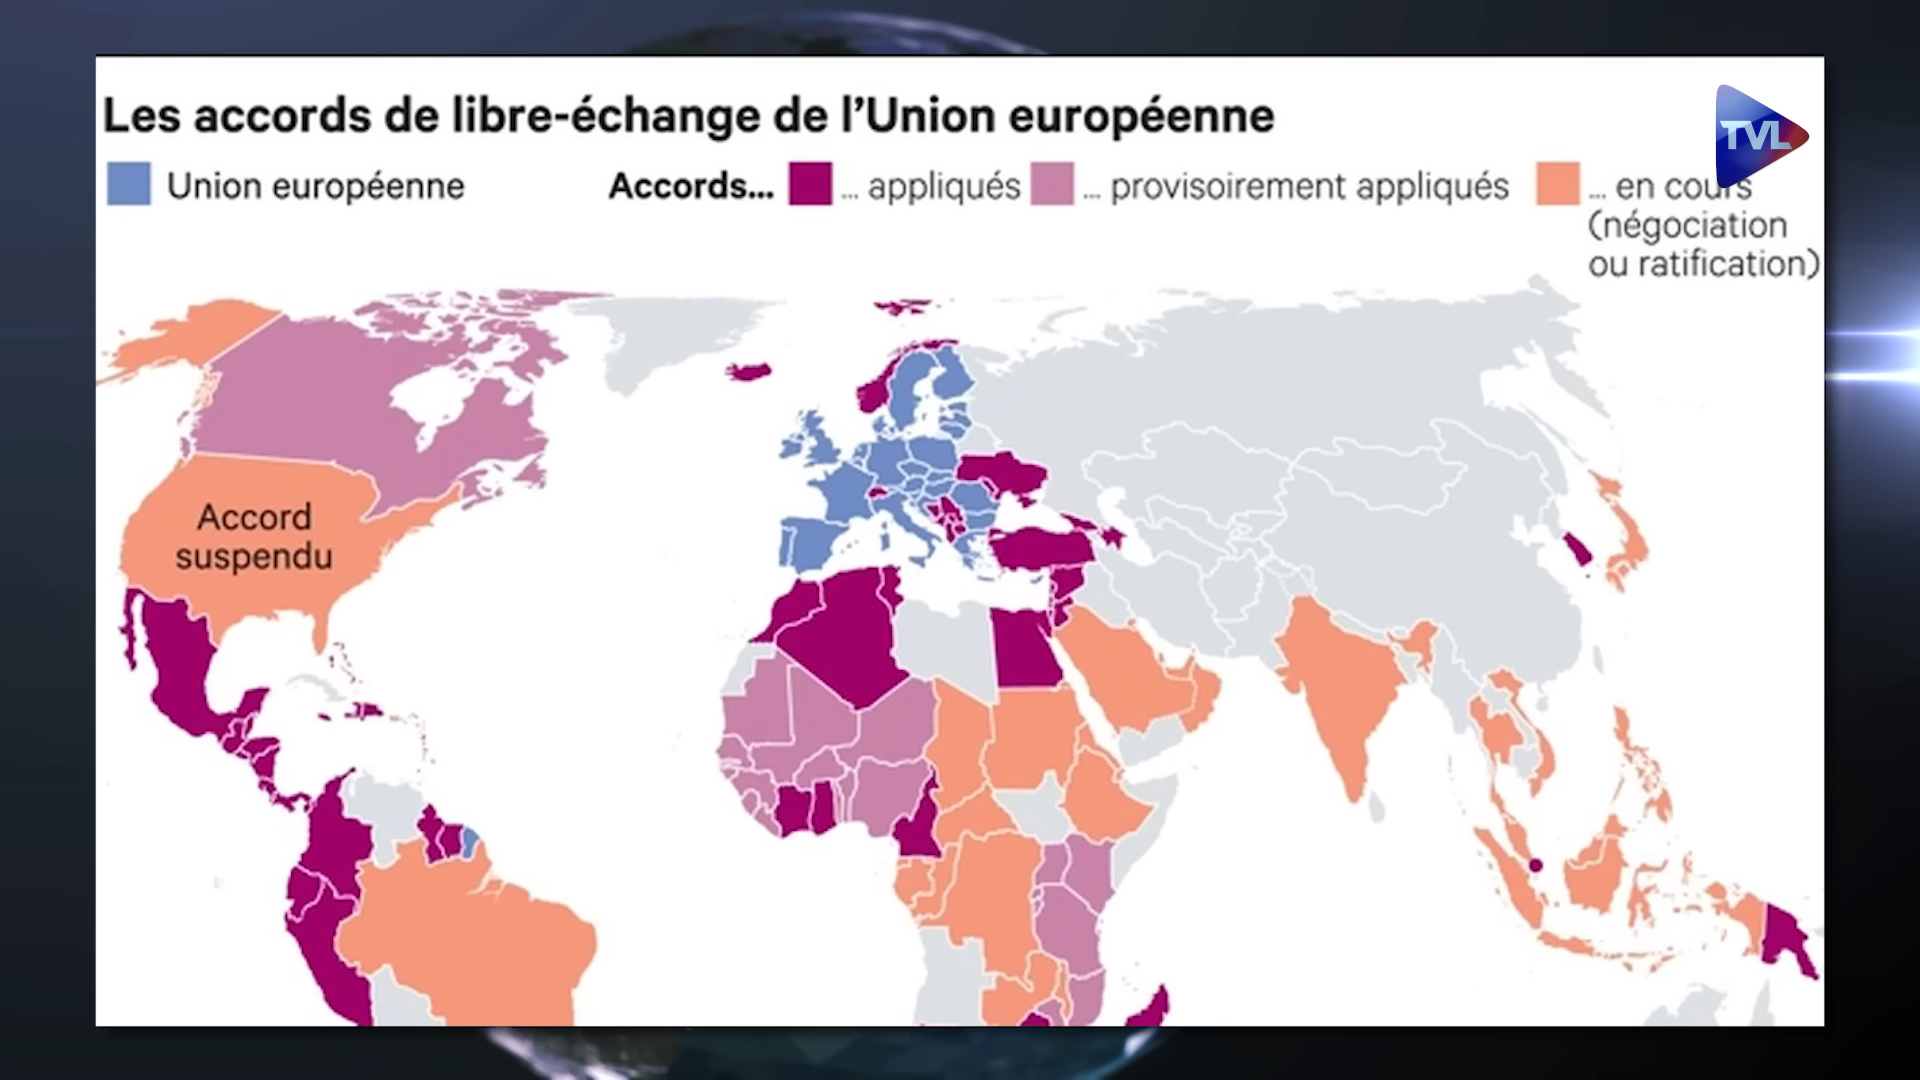 Les accords de libre-échange de l’Union européenne
TVL
Union européenne
Accords... ... appliqués ... provisoirement appliqués ... en cours
(négociation
ou ratification)
Accord
suspendu